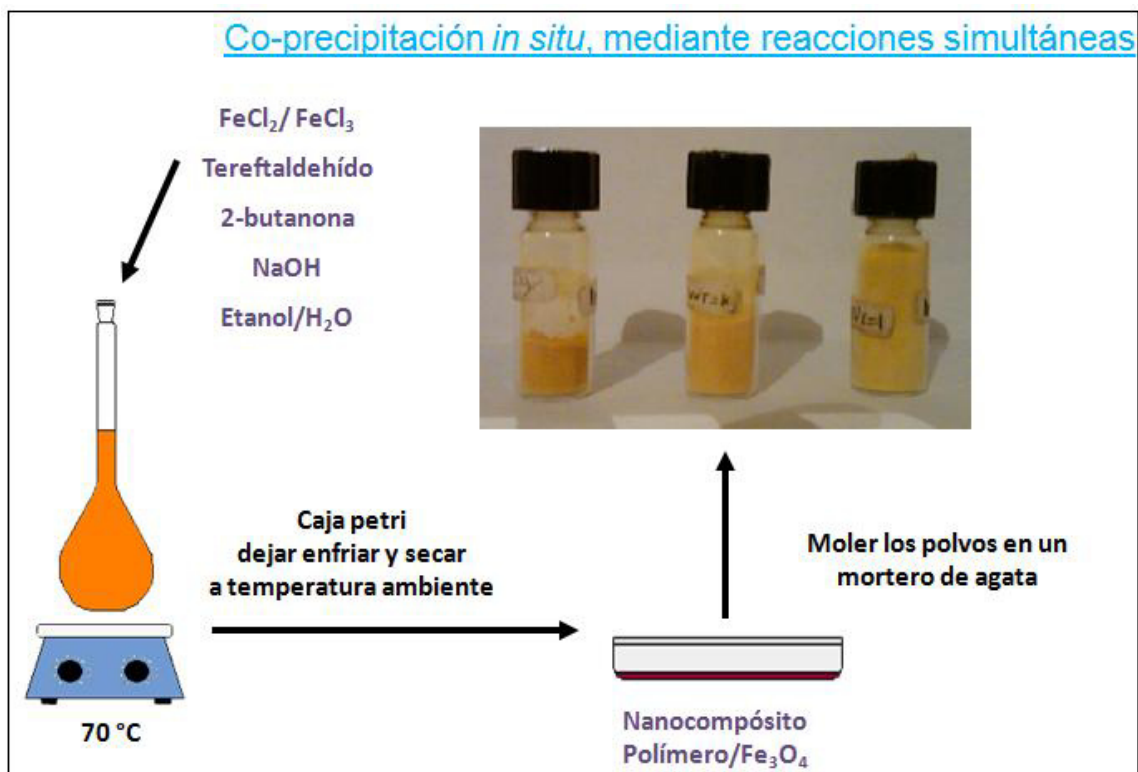 Co-precipitación in situ, mediante reacciones simultáneas
FeCl₂/ FeCl₃
Tereftaldehído
2-butanona
NaOH
Etanol/H₂O
Caja petri
dejar enfriar y secar
a temperatura ambiente
Moler los polvos en un
mortero de agata
70 °C
Nanocompósito
Polímero/Fe₃O₄